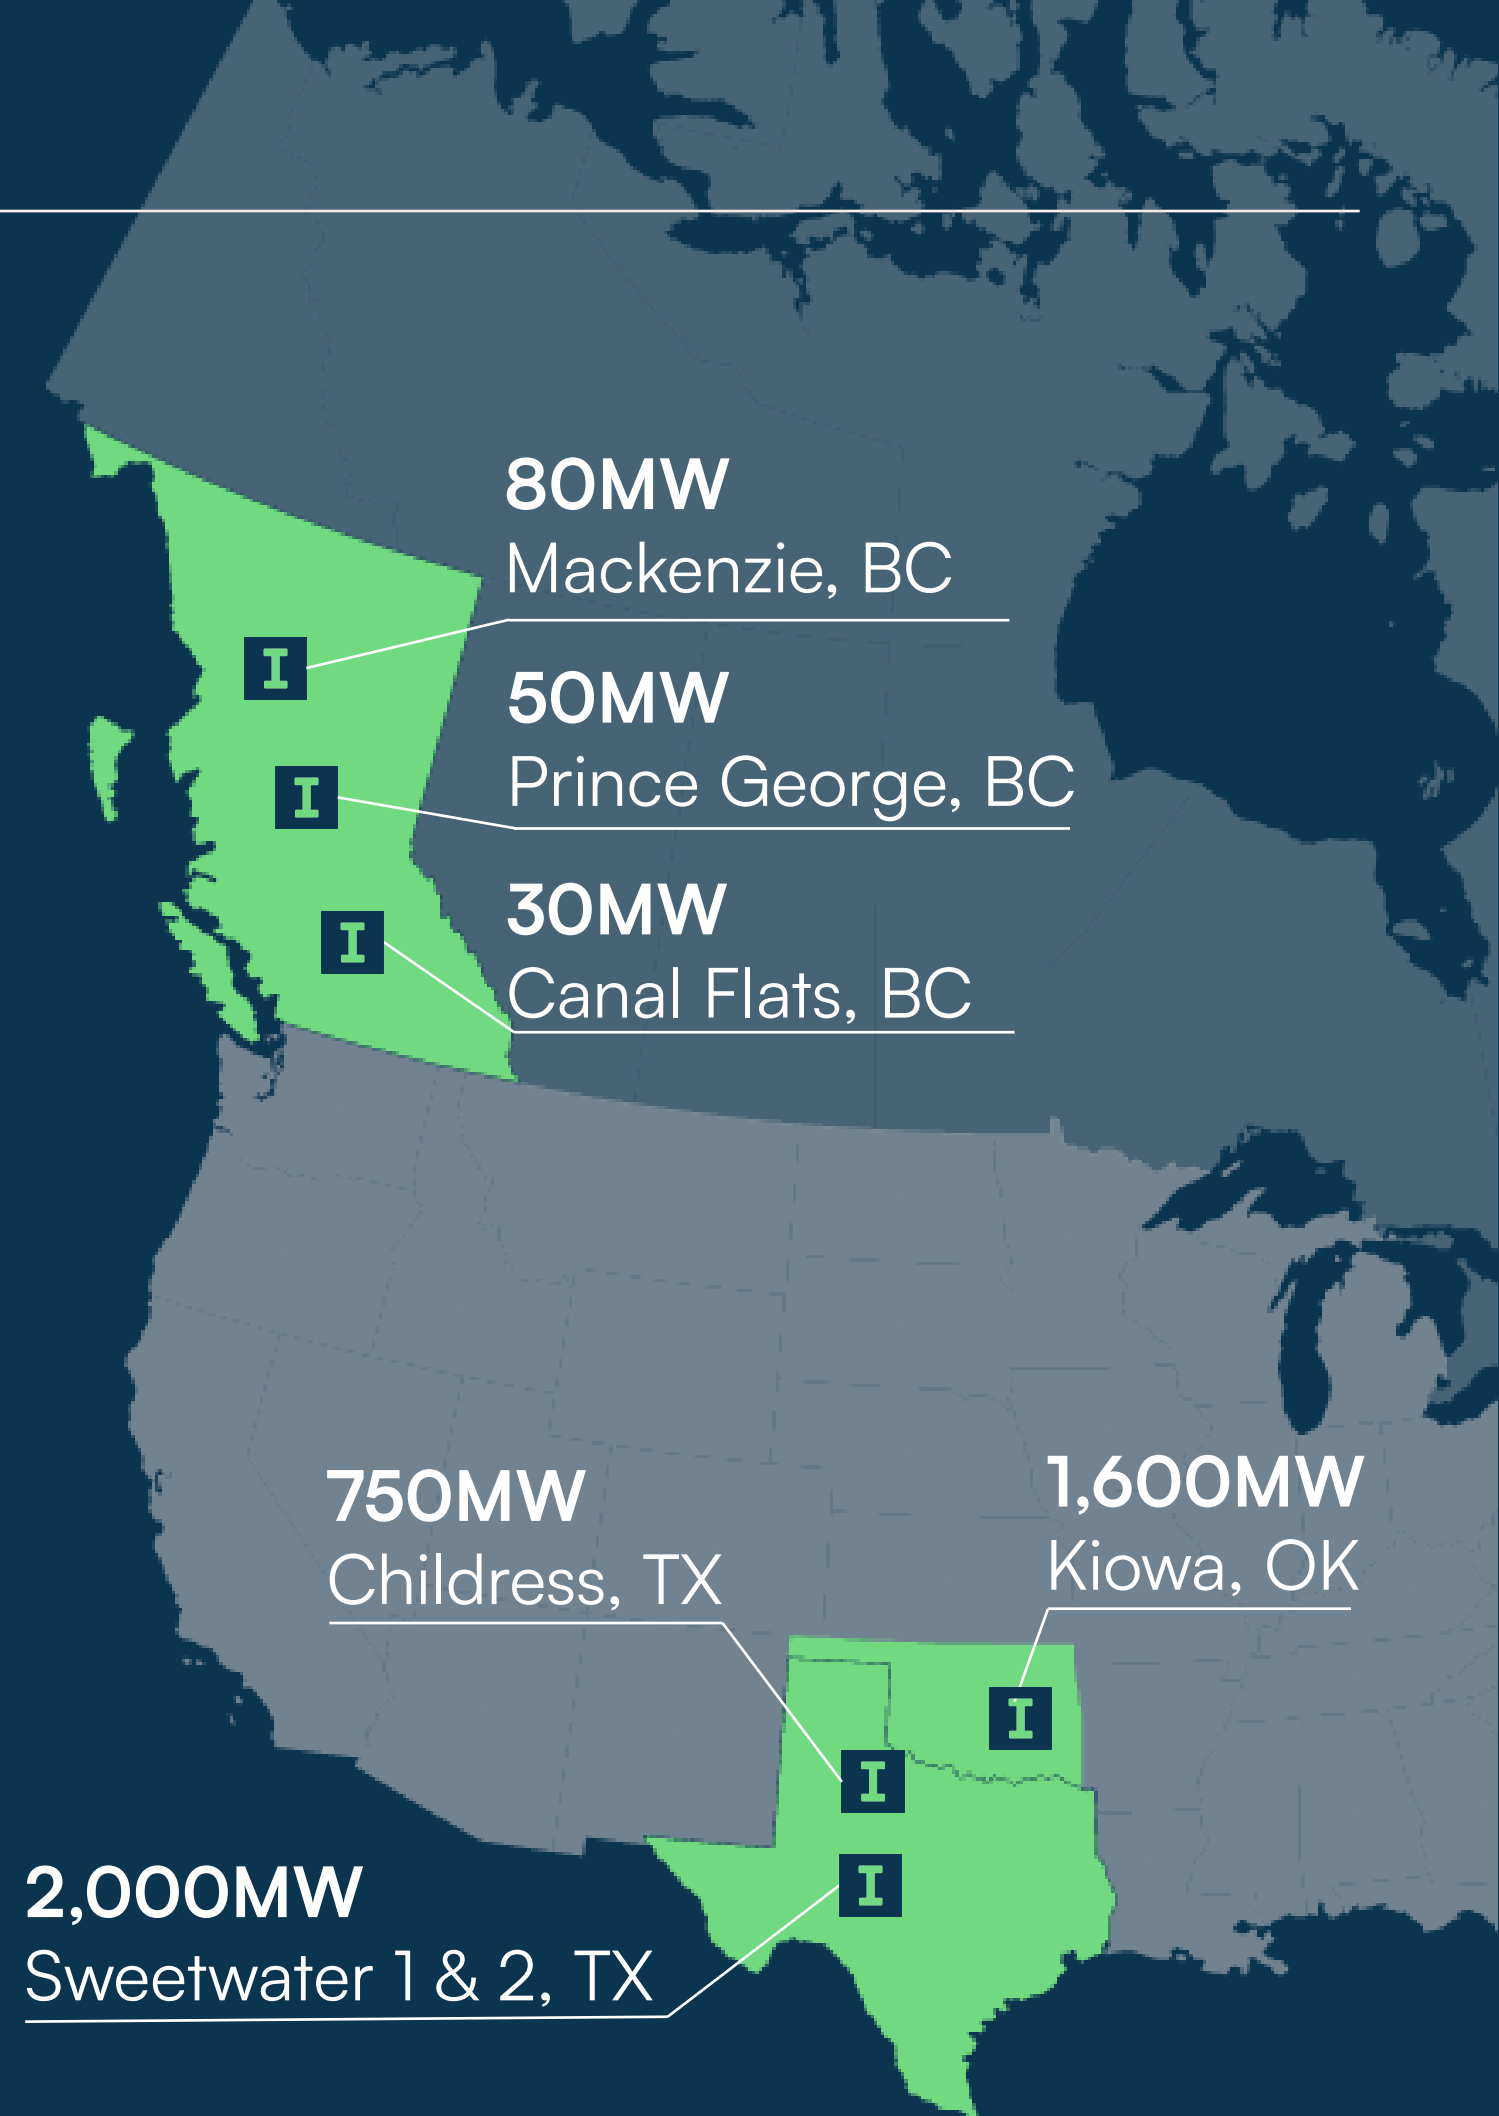 80MW
Mackenzie, BC
I
50MW
Prince George, BC
I
30MW
Canal Flats, BC
I
750MW
Childress, TX
1,600MW
Kiowa, OK
I
I
2,000MW
Sweetwater 1 & 2, TX
I